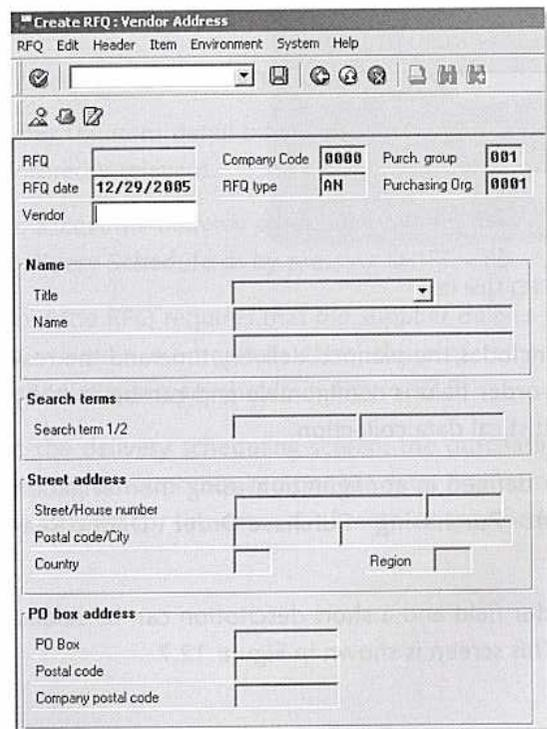 Create RFQ : Vendor Address
RFQ Edit Header Item Environment System Help
RFQ Company Code 0000 Purch. group 001
RFQ date 12/29/2005 RFQ type AN Purchasing Org. 0001
Vendor
Name
Title
Name
Search terms
Search term 1/2
Street address
Street/House number
Postal code/City
Country Region
PO box address
PO Box
Postal code
Company postal code